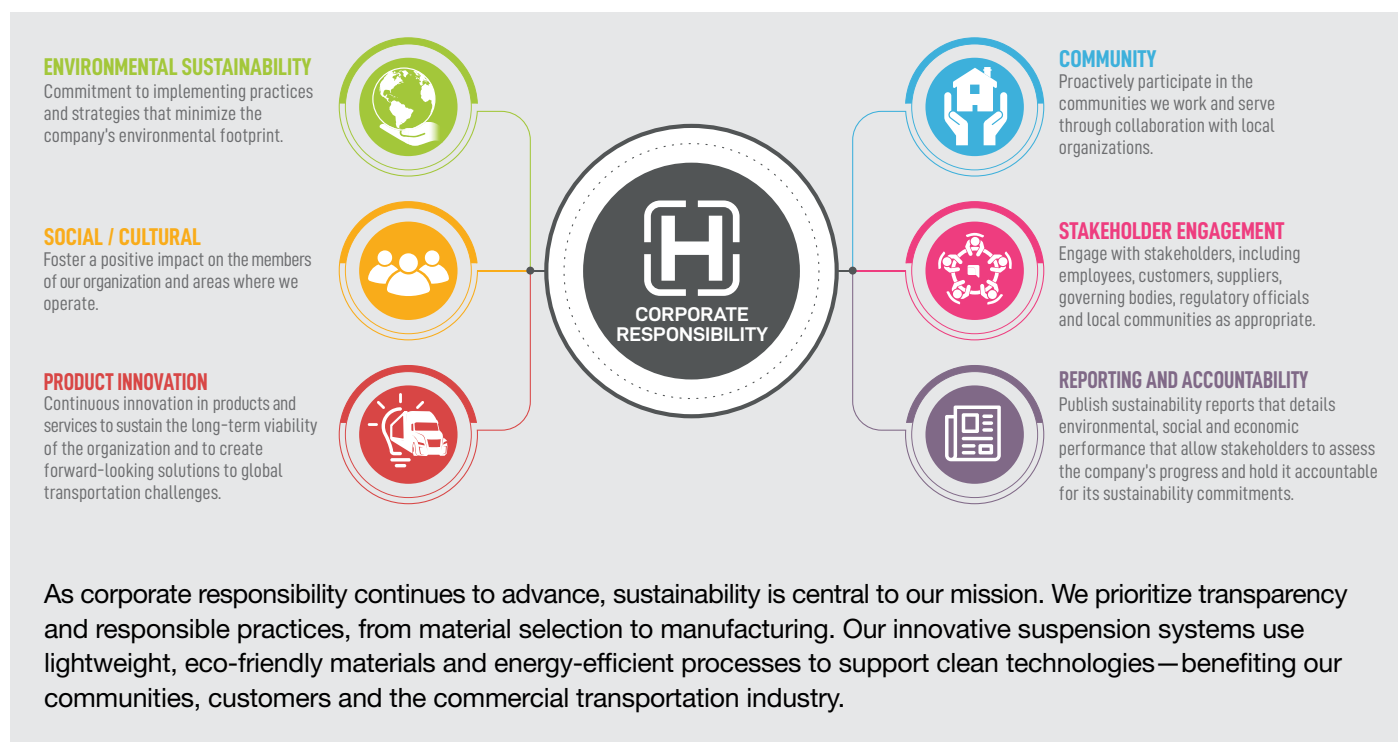 ENVIRONMENTAL SUSTAINABILITY
Commitment to implementing practices
and strategies that minimize the
company's environmental footprint.
SOCIAL / CULTURAL
Foster a positive impact on the members
of our organization and areas where we
operate.
PRODUCT INNOVATION
Continuous innovation in products and
services to sustain the long-term viability
of the organization and to create
forward-looking solutions to global
transportation challenges.
H
CORPORATE
RESPONSIBILITY
COMMUNITY
Proactively participate in the
communities we work and serve
through collaboration with local
organizations.
STAKEHOLDER ENGAGEMENT
Engage with stakeholders, including
employees, customers, suppliers,
governing bodies, regulatory officials
and local communities as appropriate.
REPORTING AND ACCOUNTABILITY
Publish sustainability reports that details
environmental, social and economic
performance that allow stakeholders to assess
the company's progress and hold it accountable
for its sustainability commitments.
As corporate responsibility continues to advance, sustainability is central to our mission. We prioritize transparency
and responsible practices, from material selection to manufacturing. Our innovative suspension systems use
lightweight, eco-friendly materials and energy-efficient processes to support clean technologies—benefiting our
communities, customers and the commercial transportation industry.